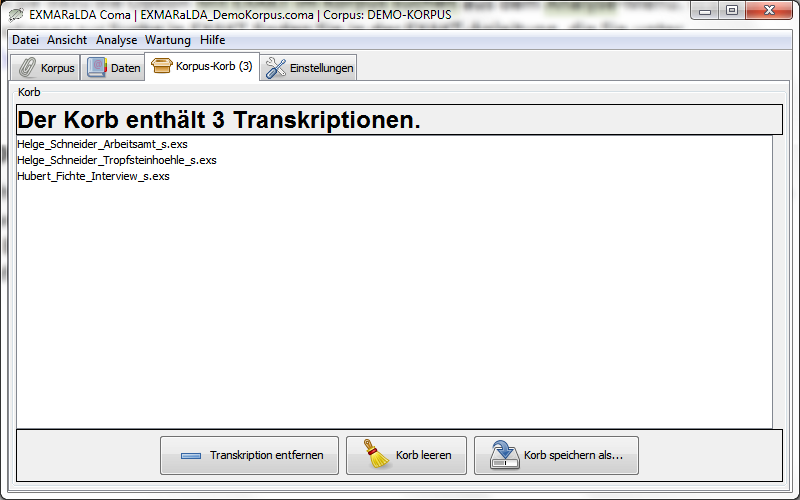 EXMARaLDA Coma | EXMARaLDA_DemoKorpus.coma | Corpus: DEMO-KORPUS
Datei Ansicht Analyse Wartung Hilfe
Korpus Daten Korpus-Korb (3) Einstellungen
Korb
Der Korb enthält 3 Transkriptionen.
Helge_Schneider_Arbeitsamt_s.exs
Helge_Schneider_Tropfsteinhoehle_s.exs
Hubert_Fichte_Interview_s.exs
Transkription entfernen Korb leeren Korb speichern als...